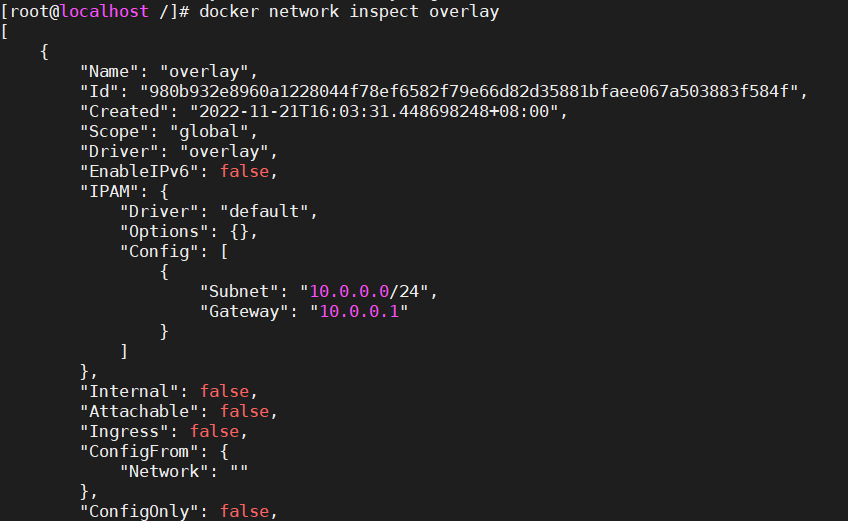 [root@localhost /]# docker network inspect overlay
[
    {
        "Name": "overlay",
        "Id": "980b932e8960a1228044f78ef6582f79e66d82d35881bfaee067a503883f584f",
        "Created": "2022-11-21T16:03:31.448698248+08:00",
        "Scope": "global",
        "Driver": "overlay",
        "EnableIPv6": false,
        "IPAM": {
            "Driver": "default",
            "Options": {},
            "Config": [
                {
                    "Subnet": "10.0.0.0/24",
                    "Gateway": "10.0.0.1"
                }
            ]
        },
        "Internal": false,
        "Attachable": false,
        "Ingress": false,
        "ConfigFrom": {
            "Network": ""
        },
        "ConfigOnly": false,